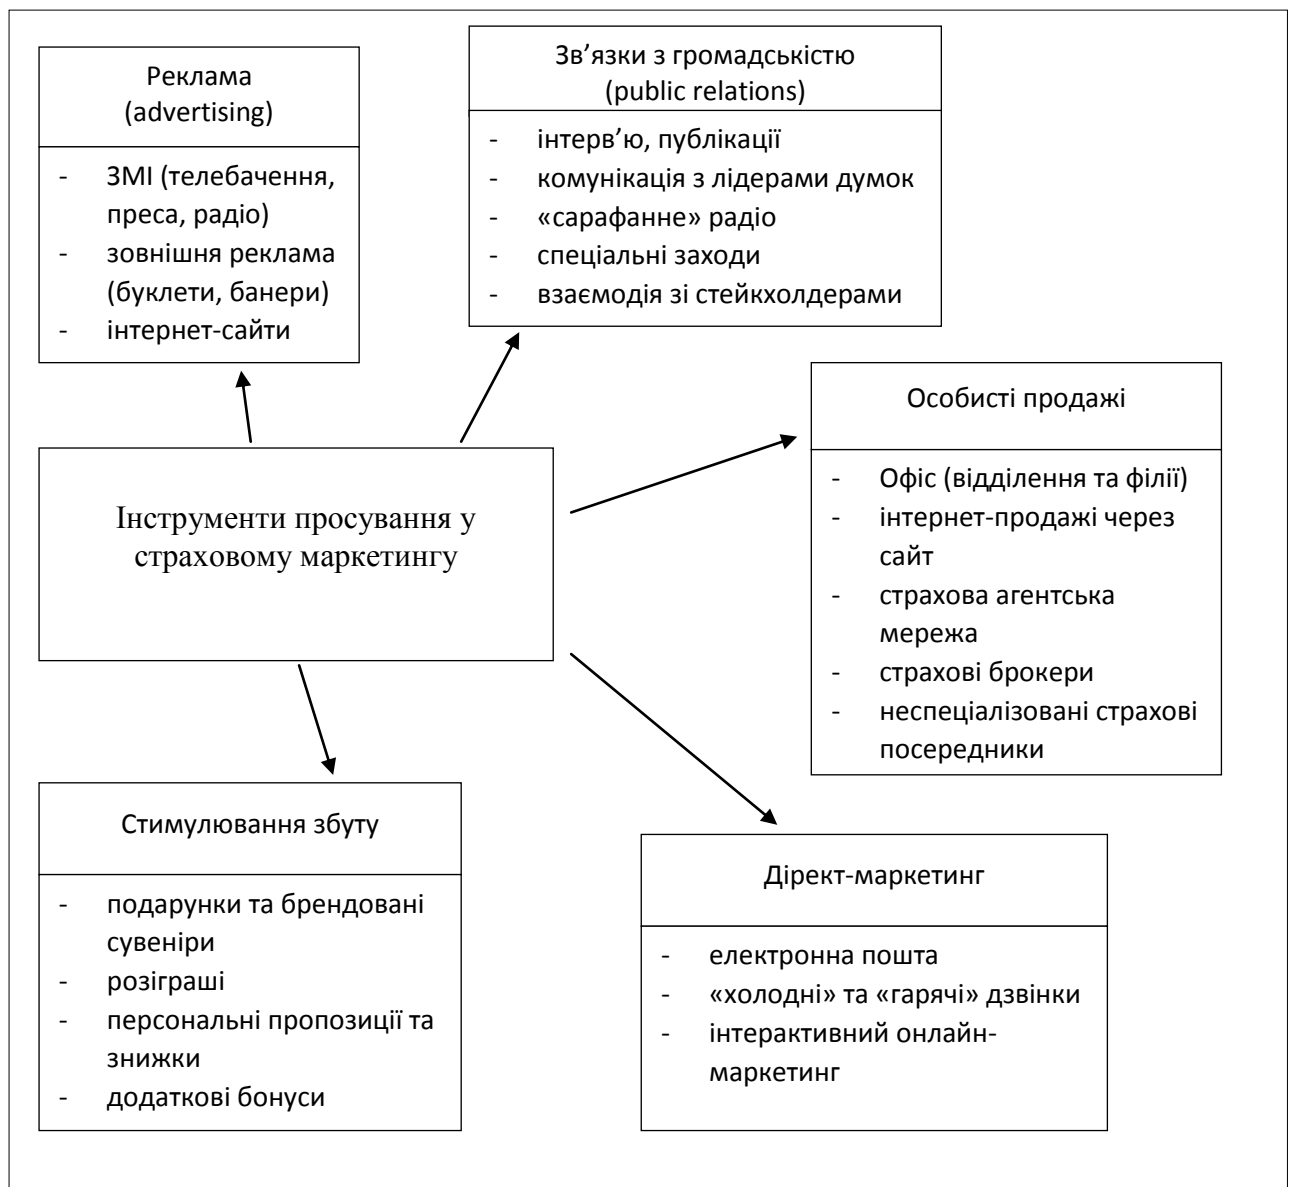 Реклама
(advertising)
- ЗМІ (телебачення,
преса, радіо)
- зовнішня реклама
(буклети, банери)
- інтернет-сайти
Зв’язки з громадськістю
(public relations)
- інтерв’ю, публікації
- комунікація з лідерами думок
- «сарафанне» радіо
- спеціальні заходи
- взаємодія зі стейкхолдерами
Інструменти просування у
страховому маркетингу
Особисті продажі
- Офіс (відділення та філії)
- інтернет-продажі через
сайт
- страхова агентська
мережа
- страхові брокери
- неспеціалізовані страхові
посередники
Стимулювання збуту
- подарунки та брендовані
сувеніри
- розіграші
- персональні пропозиції та
знижки
- додаткові бонуси
Дірект-маркетинг
- електронна пошта
- «холодні» та «гарячі» дзвінки
- інтерактивний онлайн-
маркетинг